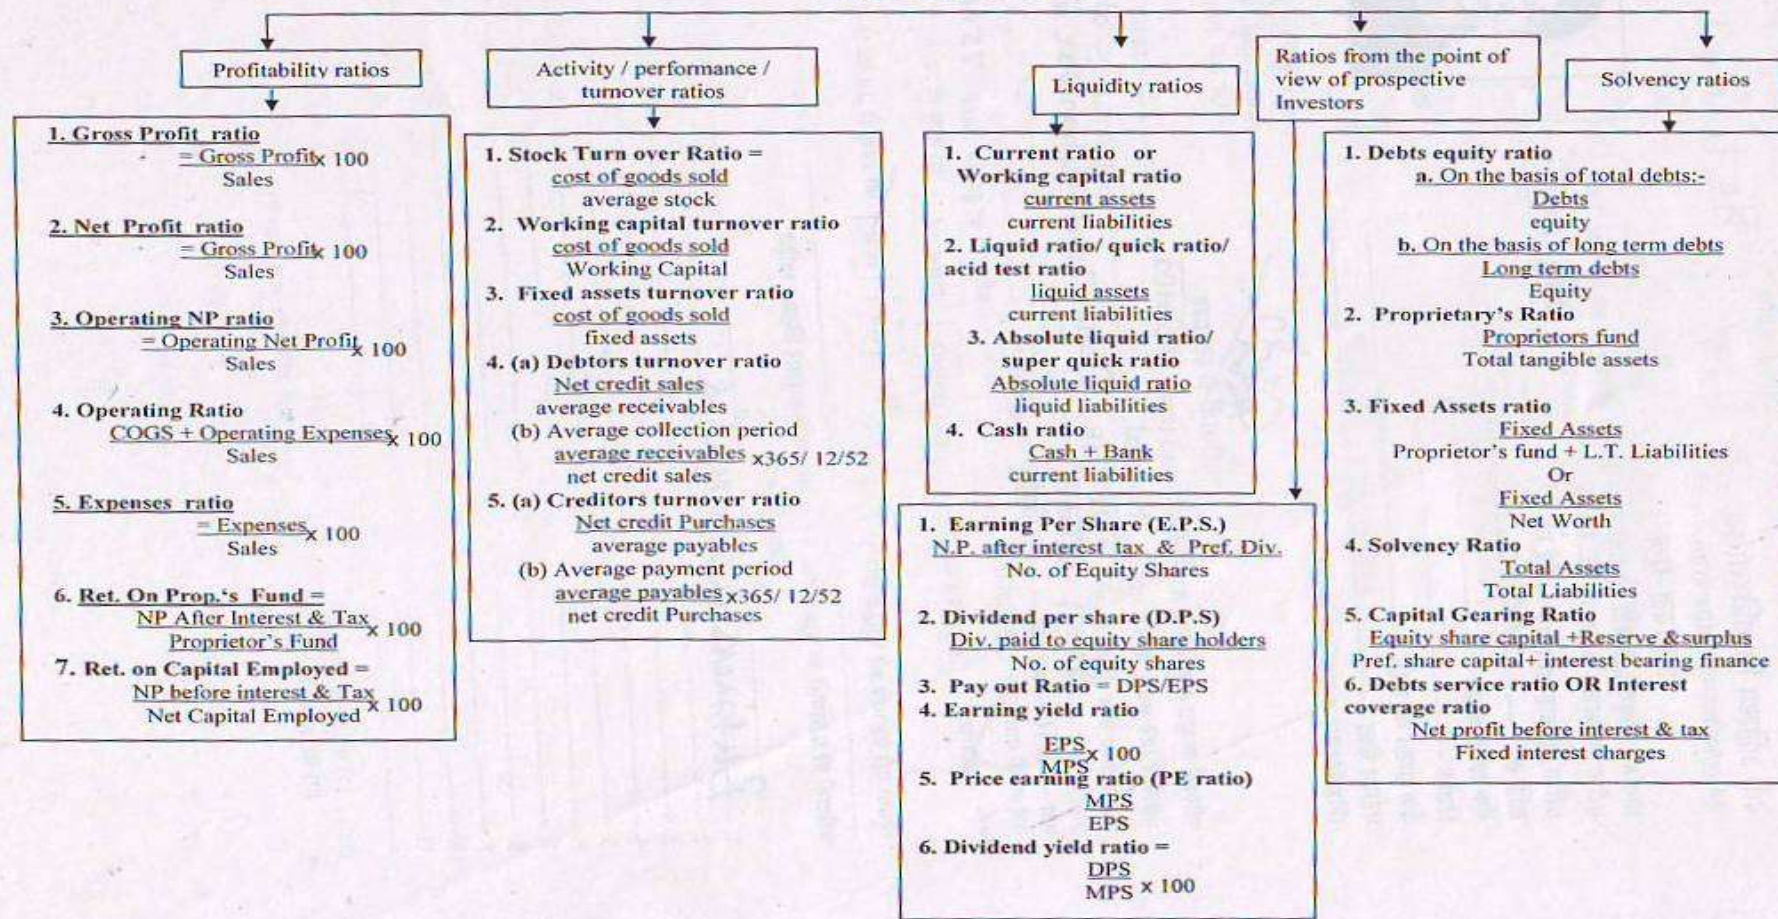 Profitability ratios
1. Gross Profit ratio
= Gross Profit x 100
Sales
2. Net Profit ratio
= Gross Profit x 100
Sales
3. Operating NP ratio
= Operating Net Profit x 100
Sales
4. Operating Ratio
COGS + Operating Expenses x 100
Sales
5. Expenses ratio
= Expenses x 100
Sales
6. Ret. On Prop.'s Fund =
NP After Interest & Tax x 100
Proprietor's Fund
7. Ret. on Capital Employed =
NP before interest & Tax x 100
Net Capital Employed
Activity / performance /
turnover ratios
1. Stock Turn over Ratio =
cost of goods sold
average stock
2. Working capital turnover ratio
cost of goods sold
Working Capital
3. Fixed assets turnover ratio
cost of goods sold
fixed assets
4. (a) Debtors turnover ratio
Net credit sales
average receivables
(b) Average collection period
average receivables x365/ 12/52
net credit sales
5. (a) Creditors turnover ratio
Net credit Purchases
average payables
(b) Average payment period
average payables x365/ 12/52
net credit Purchases
Liquidity ratios
1. Current ratio or
Working capital ratio
current assets
current liabilities
2. Liquid ratio/ quick ratio/
acid test ratio
liquid assets
current liabilities
3. Absolute liquid ratio/
super quick ratio
Absolute liquid ratio
liquid liabilities
4. Cash ratio
Cash + Bank
current liabilities
Ratios from the point of
view of prospective
Investors
1. Earning Per Share (E.P.S.)
N.P. after interest tax & Pref. Div.
No. of Equity Shares
2. Dividend per share (D.P.S)
Div. paid to equity share holders
No. of equity shares
3. Pay out Ratio = DPS/EPS
4. Earning yield ratio
EPS x 100
MPS
5. Price earning ratio (PE ratio)
MPS
EPS
6. Dividend yield ratio =
DPS
MPS x 100
Solvency ratios
1. Debts equity ratio
a. On the basis of total debts:-
Debts
equity
b. On the basis of long term debts
Long term debts
Equity
2. Proprietary's Ratio
Proprietors fund
Total tangible assets
3. Fixed Assets ratio
Fixed Assets
Proprietor's fund + L.T. Liabilities
Or
Fixed Assets
Net Worth
4. Solvency Ratio
Total Assets
Total Liabilities
5. Capital Gearing Ratio
Equity share capital +Reserve &surplus
Pref. share capital+ interest bearing finance
6. Debts service ratio OR Interest
coverage ratio
Net profit before interest & tax
Fixed interest charges